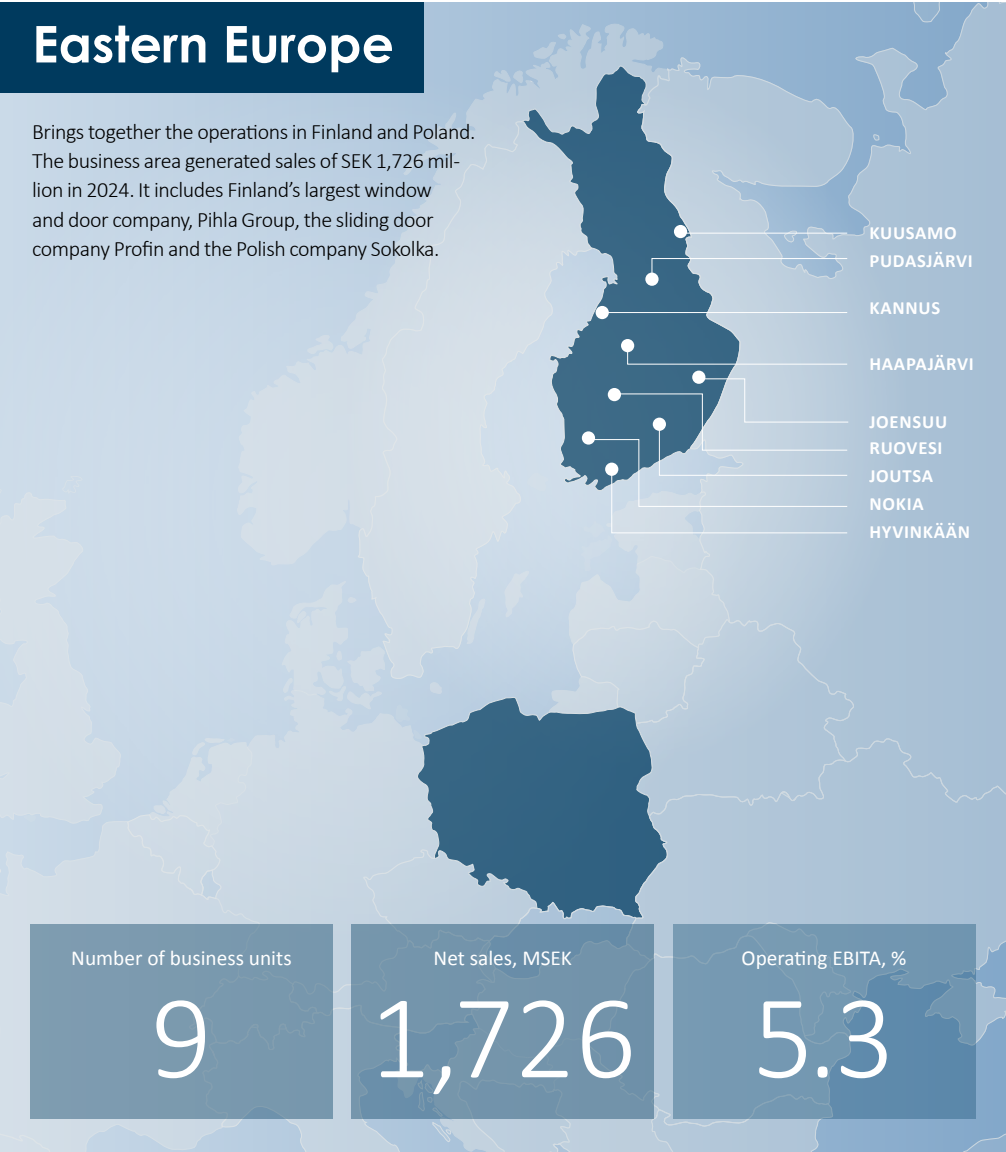 Eastern Europe
Brings together the operations in Finland and Poland.
The business area generated sales of SEK 1,726 mil-
lion in 2024. It includes Finland’s largest window
and door company, Pihla Group, the sliding door
company Profin and the Polish company Sokolka.
KUUSAMO
PUDASJÄRVI
KANNUS
HAAPAJÄRVI
JOENSUU
RUOVESI
JOUTSA
NOKIA
HYVINKÄÄN
Number of business units
9
Net sales, MSEK
1,726
Operating EBITA, %
5.3